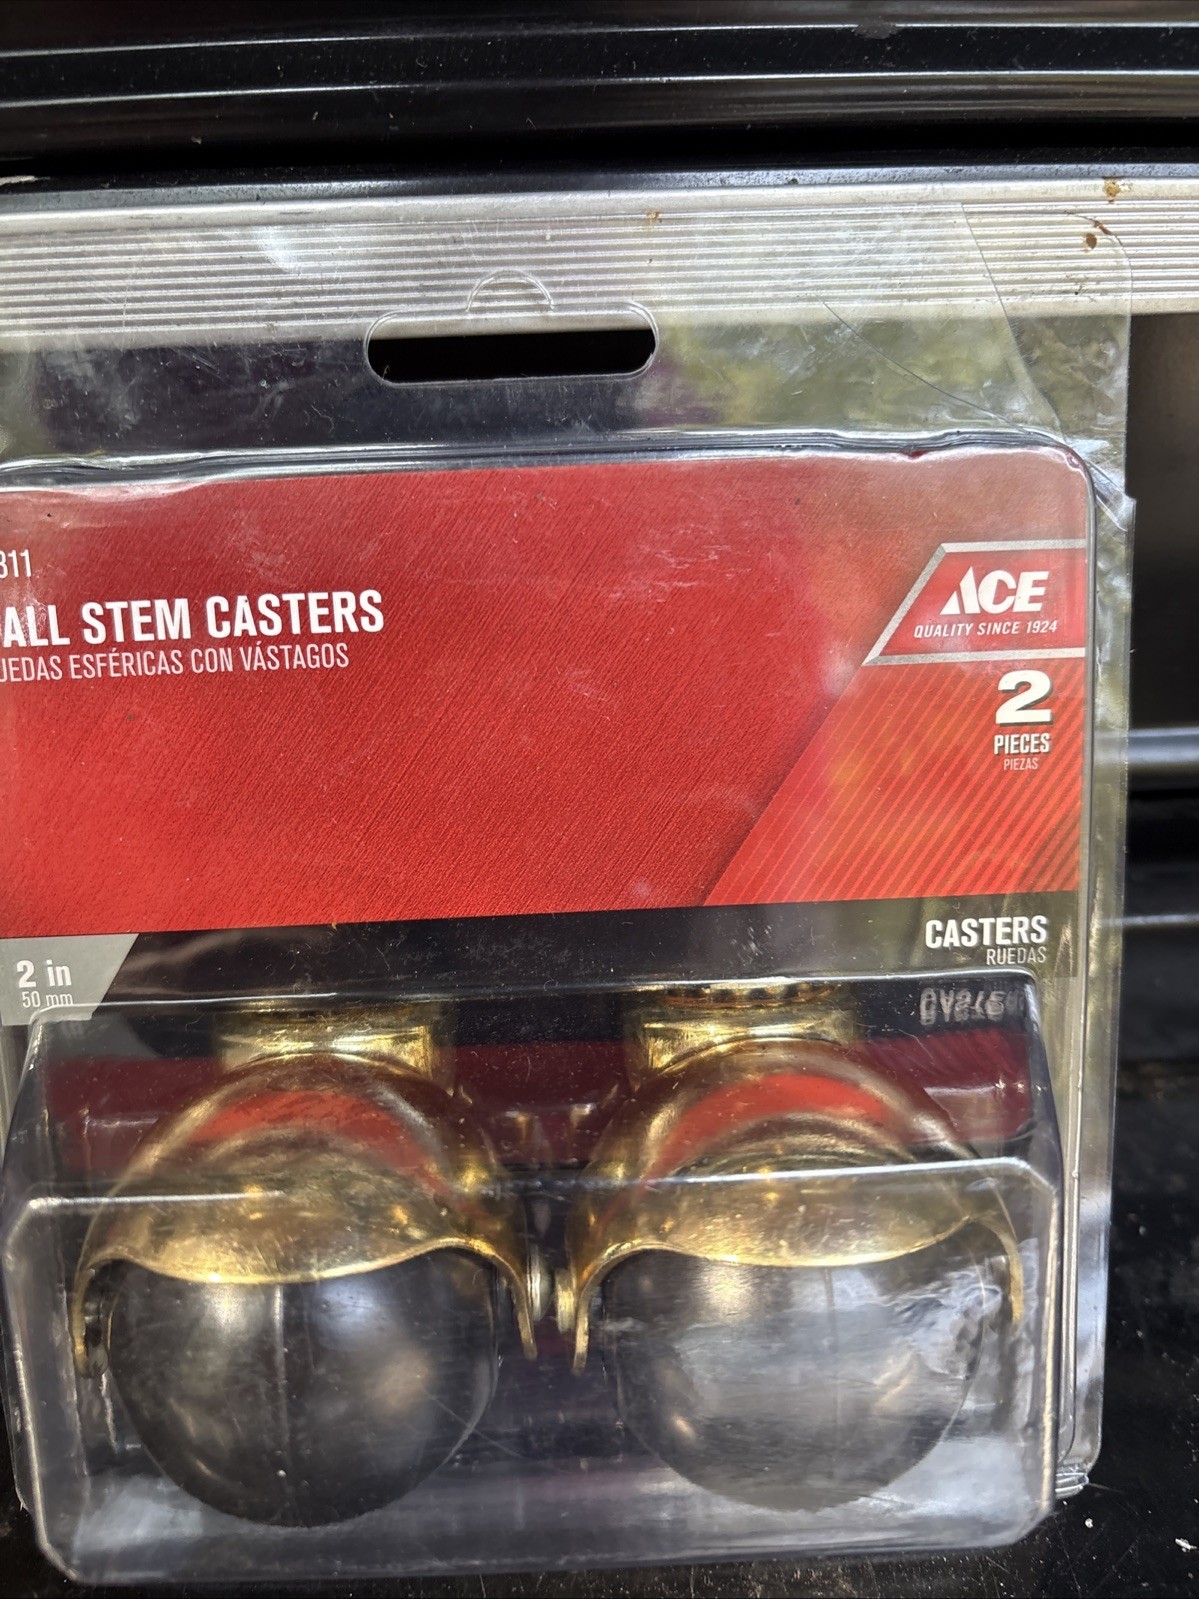 311
ALL STEM CASTERS
UEDAS ESFÉRICAS CON VÁSTAGOS
ACE
QUALITY SINCE 1924
2
PIECES
PIEZAS
CASTERS
RUEDAS
2 in
50 mm